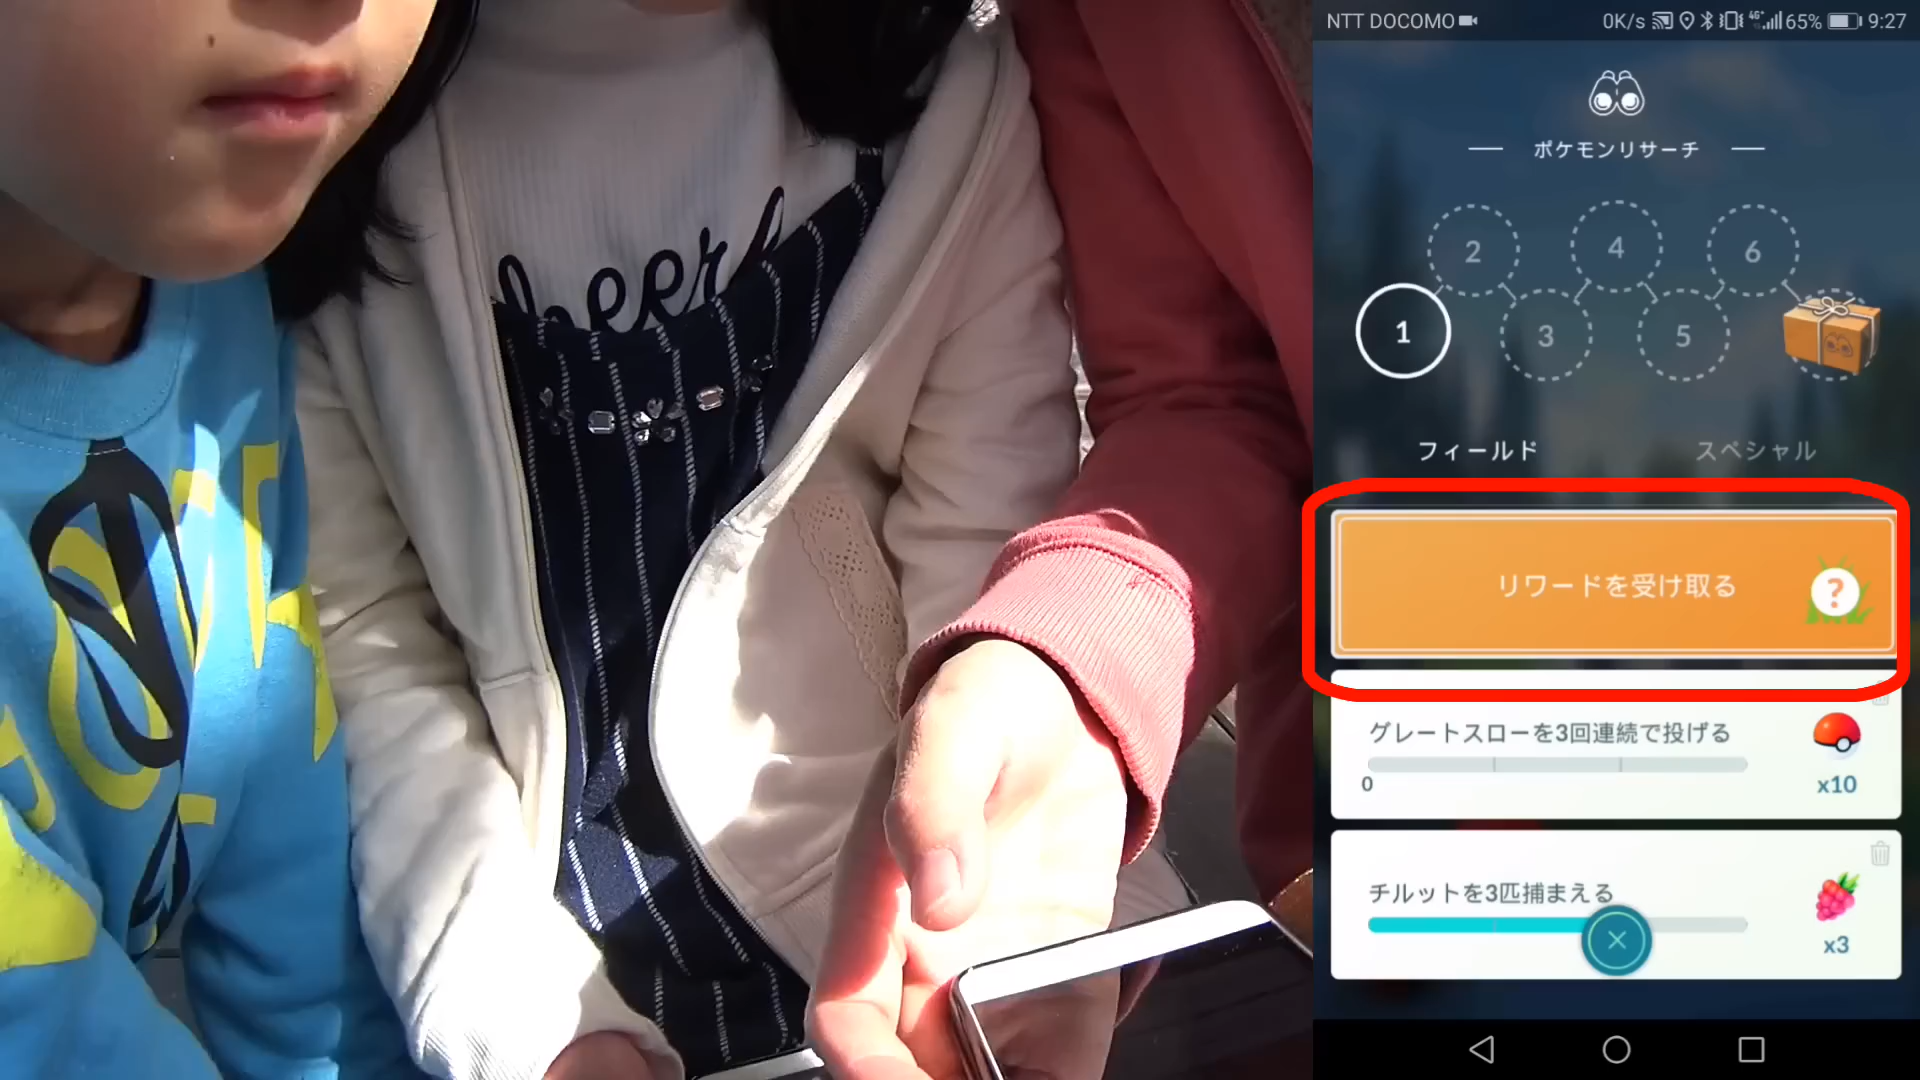 Cheerf
NTT DOCOMO
0K/s 4G+ 65% 9:27
ポケモンリサーチ
2 4 6
1 3 5
フィールド スペシャル
リワードを受け取る ?
グレートスローを3回連続で投げる
0 x10
チルットを3匹捕まえる
x3